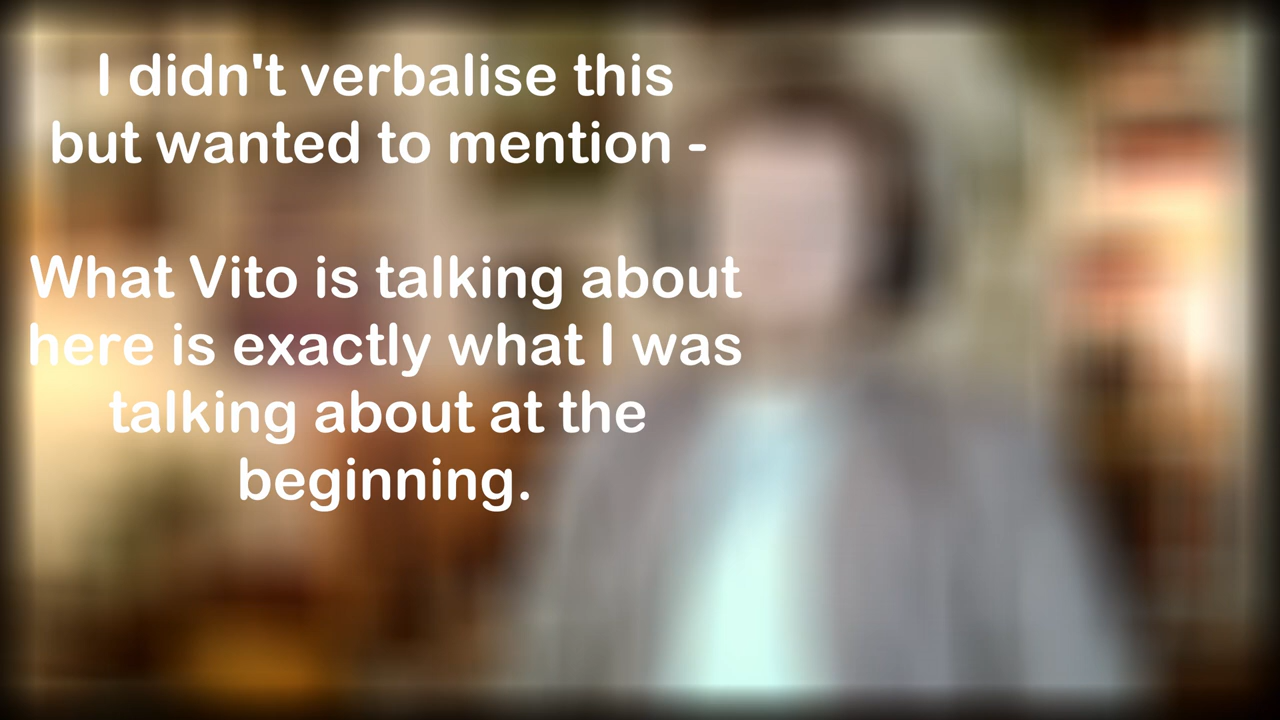 I didn't verbalise this
but wanted to mention -
What Vito is talking about
here is exactly what I was
talking about at the
beginning.